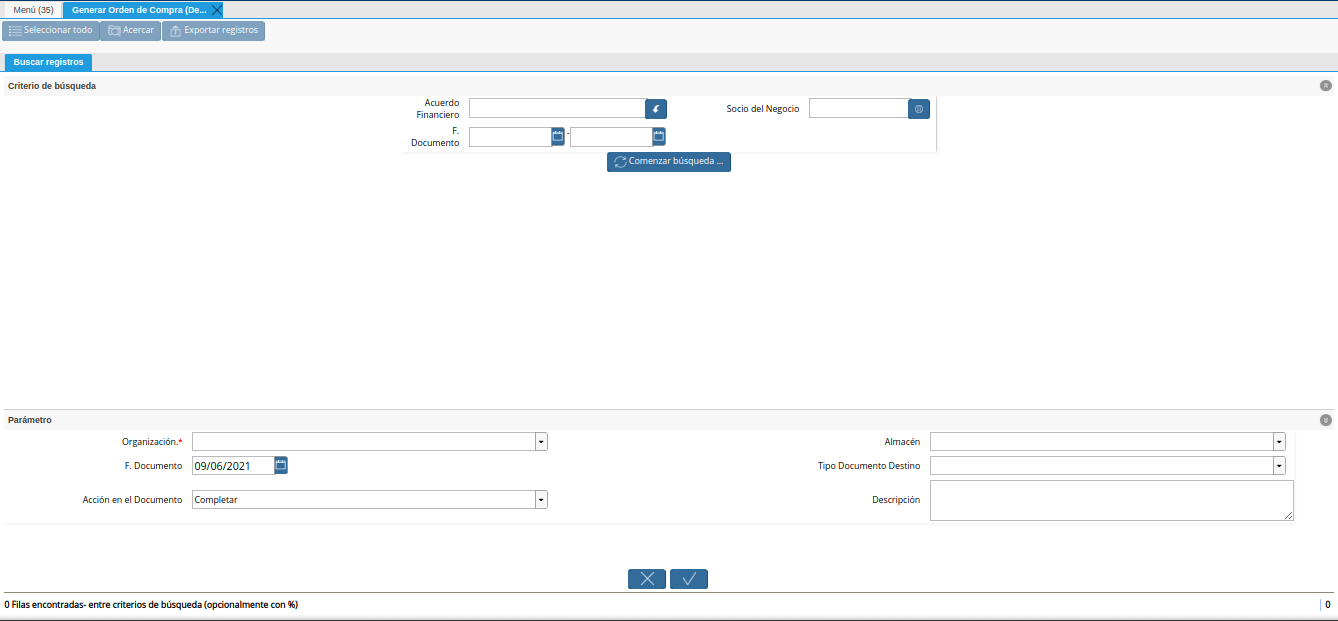 Menú (35)
Generar Orden de Compra (De...
Seleccionar todo
Acercar
Exportar registros
Buscar registros
Criterio de búsqueda
Acuerdo
Financiero
Socio del Negocio
F.
Documento
-
Comenzar búsqueda ...
Parámetro
Organización.*
Almacén
F. Documento
09/06/2021
Tipo Documento Destino
Acción en el Documento
Completar
Descripción
0 Filas encontradas- entre criterios de búsqueda (opcionalmente con %)
0